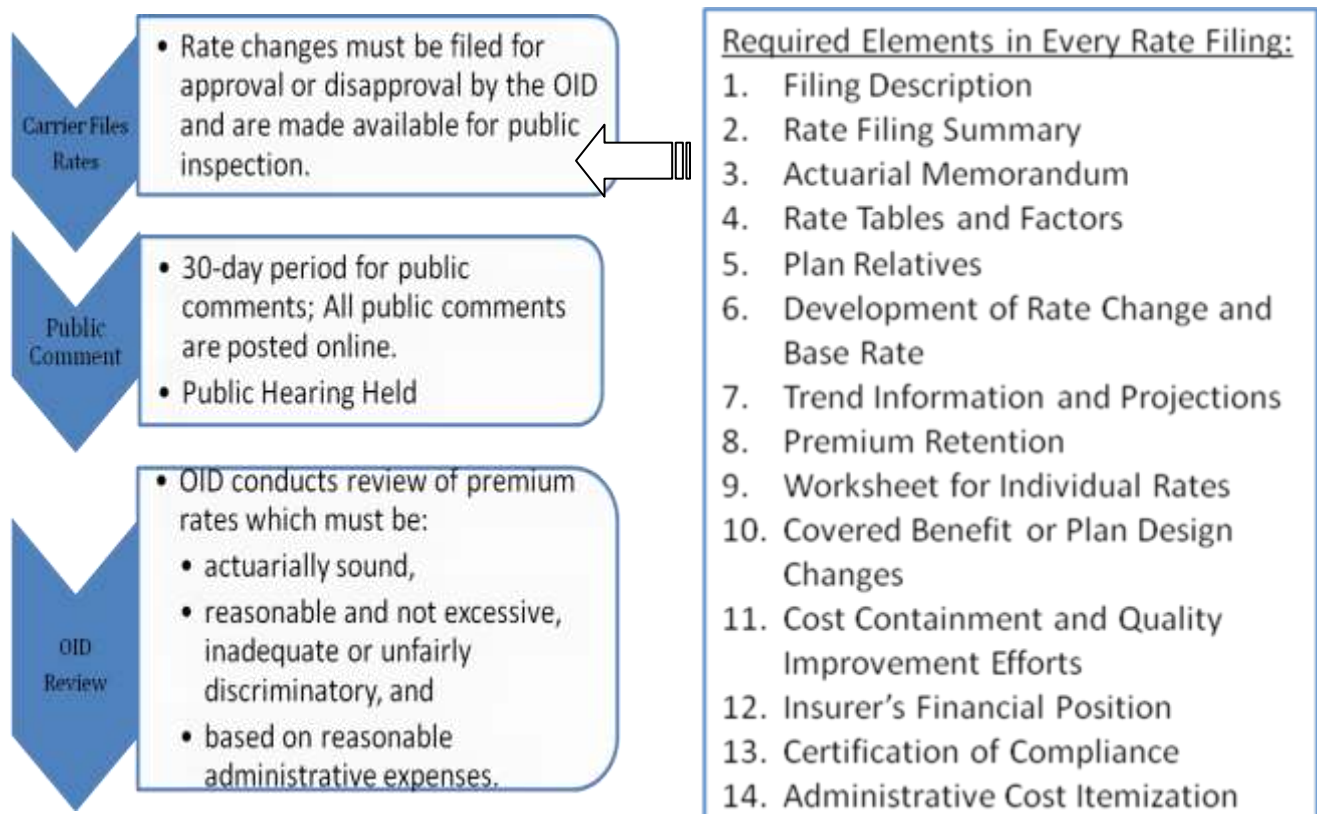 Carrier Files
Rates
• Rate changes must be filed for
approval or disapproval by the OID
and are made available for public
inspection.
Public
Comment
• 30-day period for public
comments; All public comments
are posted online.
• Public Hearing Held
OID
Review
• OID conducts review of premium
rates which must be:
• actuarially sound,
• reasonable and not excessive,
inadequate or unfairly
discriminatory, and
• based on reasonable
administrative expenses.
Required Elements in Every Rate Filing:
1. Filing Description
2. Rate Filing Summary
3. Actuarial Memorandum
4. Rate Tables and Factors
5. Plan Relatives
6. Development of Rate Change and
Base Rate
7. Trend Information and Projections
8. Premium Retention
9. Worksheet for Individual Rates
10. Covered Benefit or Plan Design
Changes
11. Cost Containment and Quality
Improvement Efforts
12. Insurer's Financial Position
13. Certification of Compliance
14. Administrative Cost Itemization